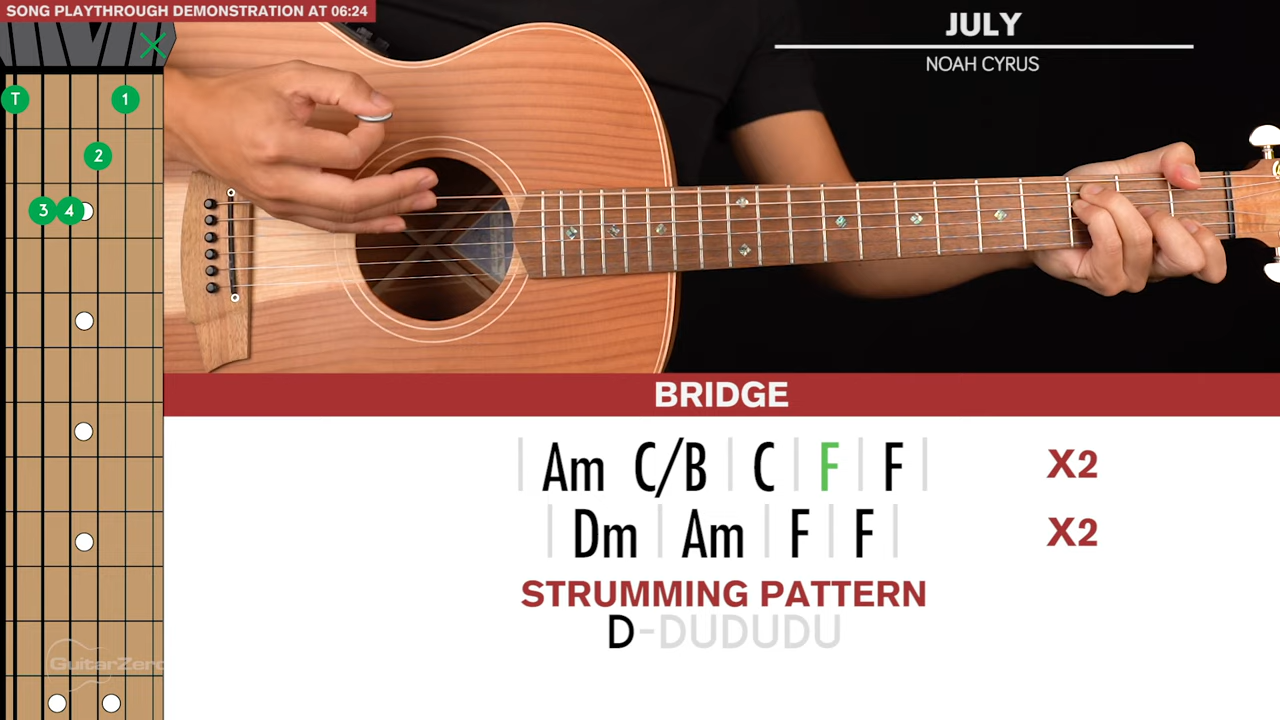 SONG PLAYTHROUGH DEMONSTRATION AT 06:24
JULY
NOAH CYRUS
T 1
2
3 4
BRIDGE
| Am C/B | C | F | F | X2
| Dm | Am | F | F | X2
STRUMMING PATTERN
D-DUDUDU
GuitarZero